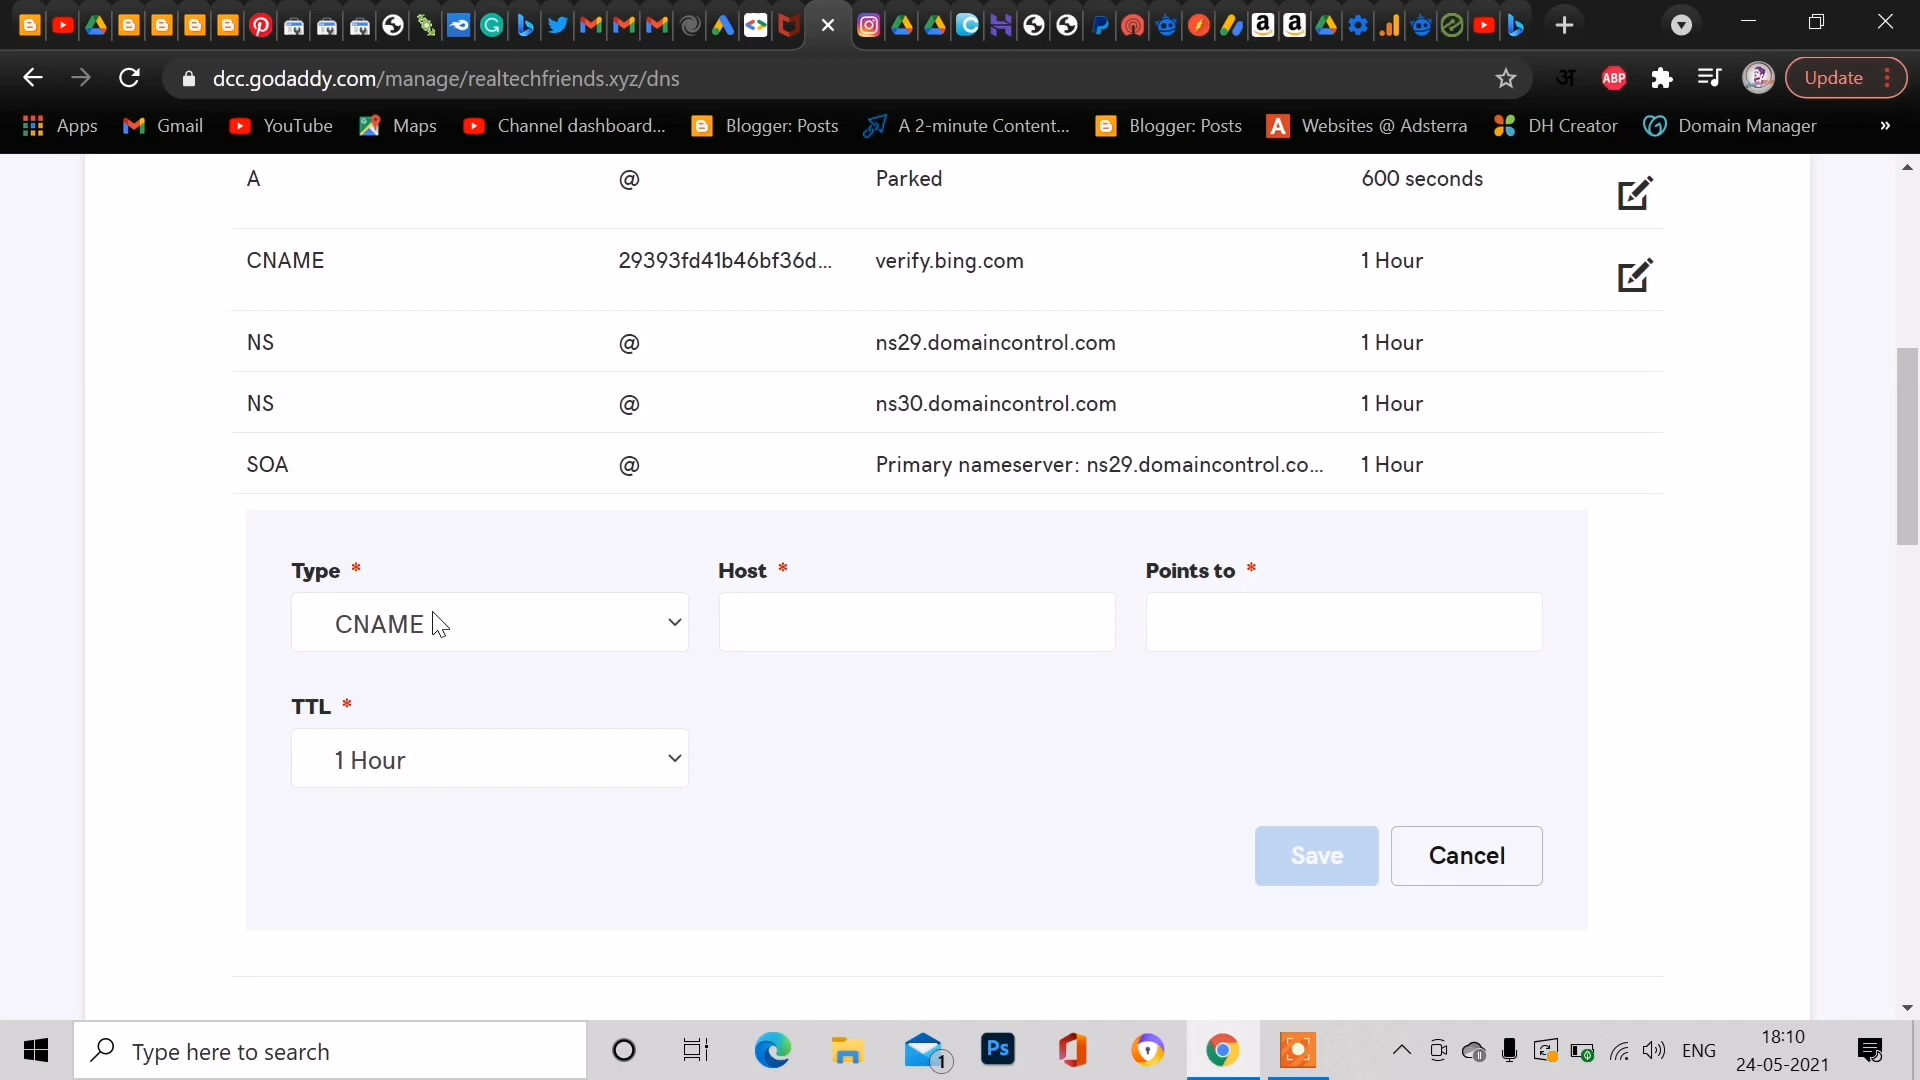 dcc.godaddy.com/manage/realtechfriends.xyz/dns
अ
ABP
Update
Apps
Gmail
YouTube
Maps
Channel dashboard...
Blogger: Posts
A 2-minute Content...
Blogger: Posts
Websites @ Adsterra
DH Creator
Domain Manager
»
A @ Parked 600 seconds
CNAME 29393fd41b46bf36d... verify.bing.com 1 Hour
NS @ ns29.domaincontrol.com 1 Hour
NS @ ns30.domaincontrol.com 1 Hour
SOA @ Primary nameserver: ns29.domaincontrol.co... 1 Hour
Type * Host * Points to *
CNAME
TTL *
1 Hour
Save Cancel
Type here to search
1
Ps
ENG
18:10
24-05-2021